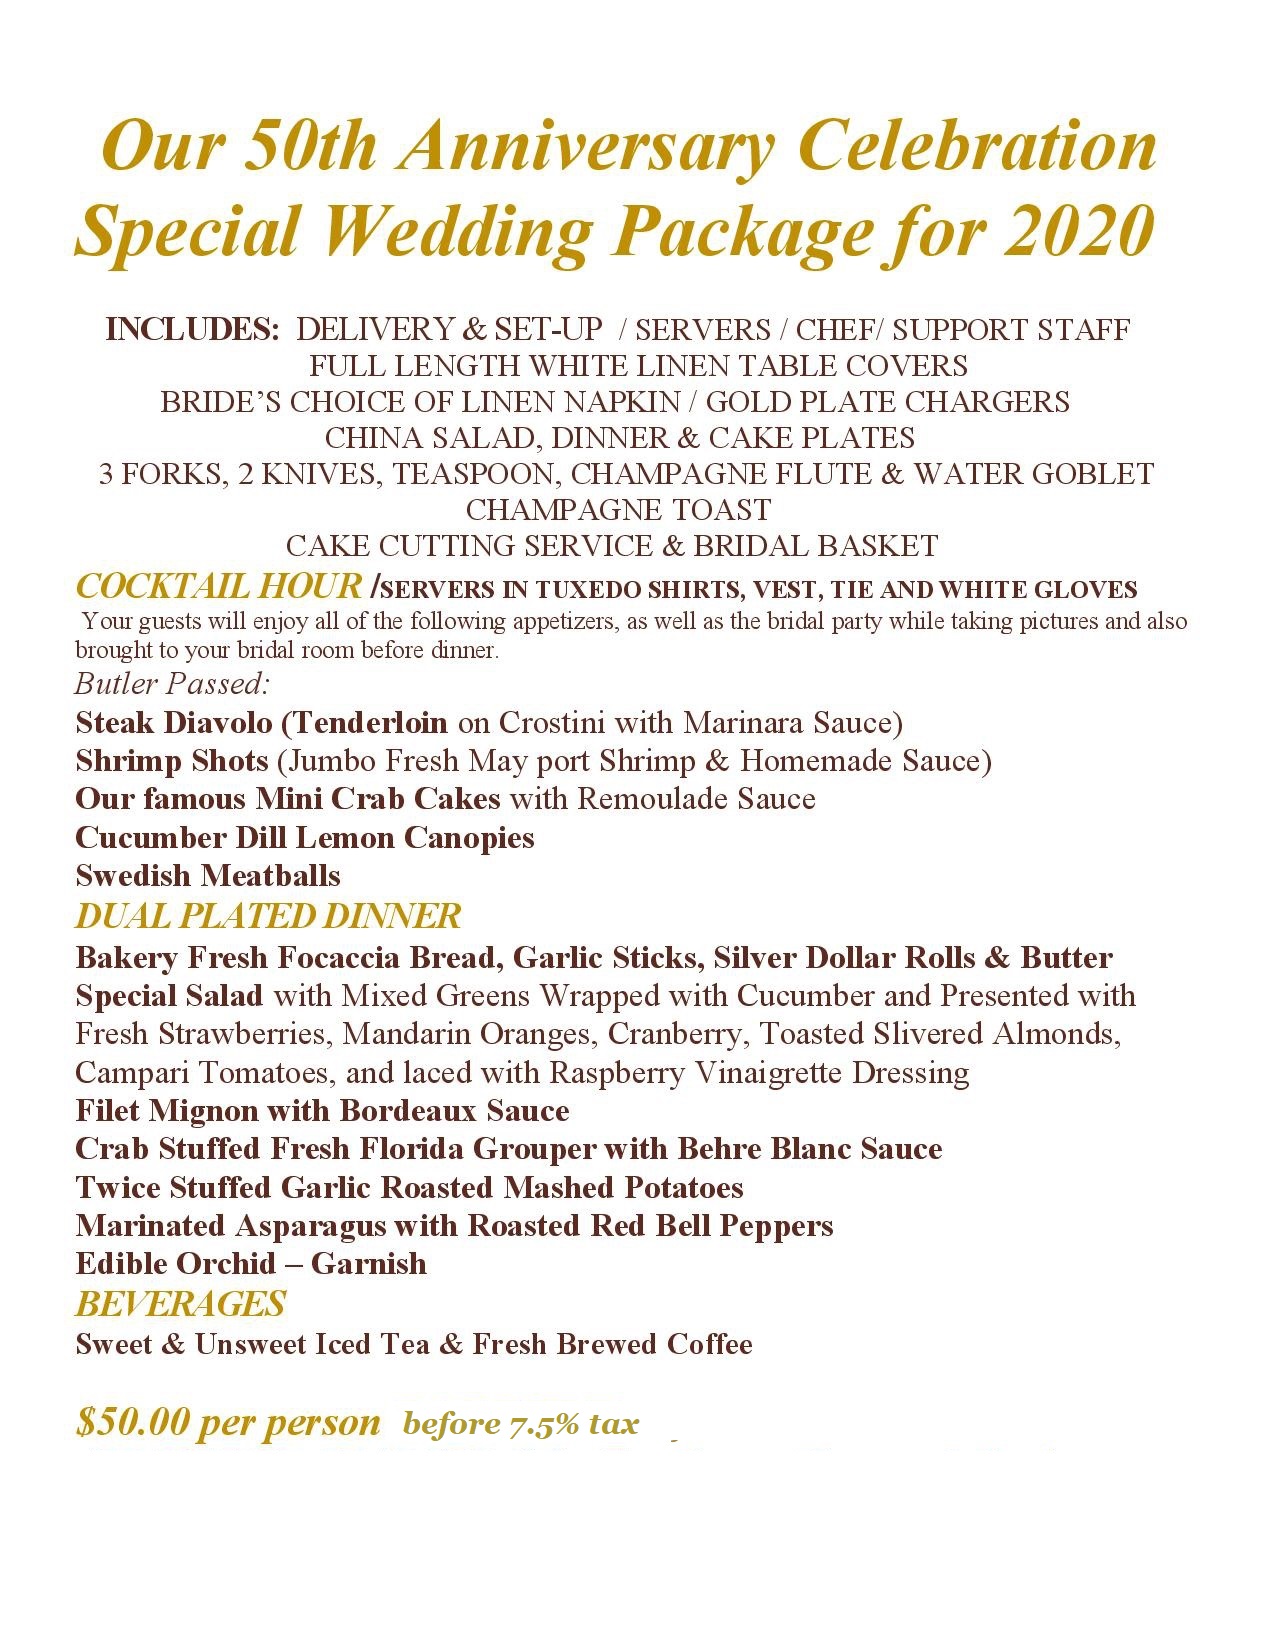 Our 50th Anniversary Celebration
Special Wedding Package for 2020
INCLUDES: DELIVERY & SET-UP / SERVERS / CHEF/ SUPPORT STAFF
FULL LENGTH WHITE LINEN TABLE COVERS
BRIDE’S CHOICE OF LINEN NAPKIN / GOLD PLATE CHARGERS
CHINA SALAD, DINNER & CAKE PLATES
3 FORKS, 2 KNIVES, TEASPOON, CHAMPAGNE FLUTE & WATER GOBLET
CHAMPAGNE TOAST
CAKE CUTTING SERVICE & BRIDAL BASKET
COCKTAIL HOUR /SERVERS IN TUXEDO SHIRTS, VEST, TIE AND WHITE GLOVES
Your guests will enjoy all of the following appetizers, as well as the bridal party while taking pictures and also
brought to your bridal room before dinner.
Butler Passed:
Steak Diavolo (Tenderloin on Crostini with Marinara Sauce)
Shrimp Shots (Jumbo Fresh May port Shrimp & Homemade Sauce)
Our famous Mini Crab Cakes with Remoulade Sauce
Cucumber Dill Lemon Canopies
Swedish Meatballs
DUAL PLATED DINNER
Bakery Fresh Focaccia Bread, Garlic Sticks, Silver Dollar Rolls & Butter
Special Salad with Mixed Greens Wrapped with Cucumber and Presented with
Fresh Strawberries, Mandarin Oranges, Cranberry, Toasted Slivered Almonds,
Campari Tomatoes, and laced with Raspberry Vinaigrette Dressing
Filet Mignon with Bordeaux Sauce
Crab Stuffed Fresh Florida Grouper with Behre Blanc Sauce
Twice Stuffed Garlic Roasted Mashed Potatoes
Marinated Asparagus with Roasted Red Bell Peppers
Edible Orchid – Garnish
BEVERAGES
Sweet & Unsweet Iced Tea & Fresh Brewed Coffee
$50.00 per person before 7.5% tax